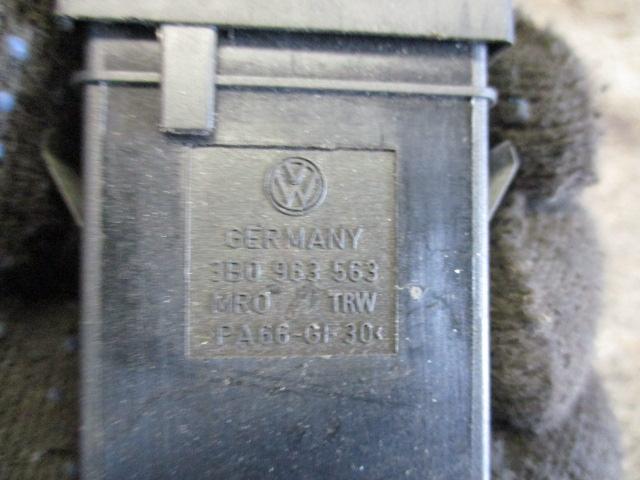 GERMANY
3B0 963 563
MRO TRW
PA66-GF30<